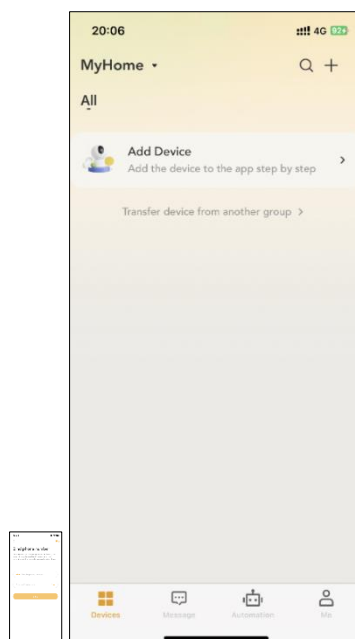 20:06
4G 92
MyHome
All
Add Device
Add the device to the app step by step
Transfer device from another group >
Devices
Message
Automation
Me